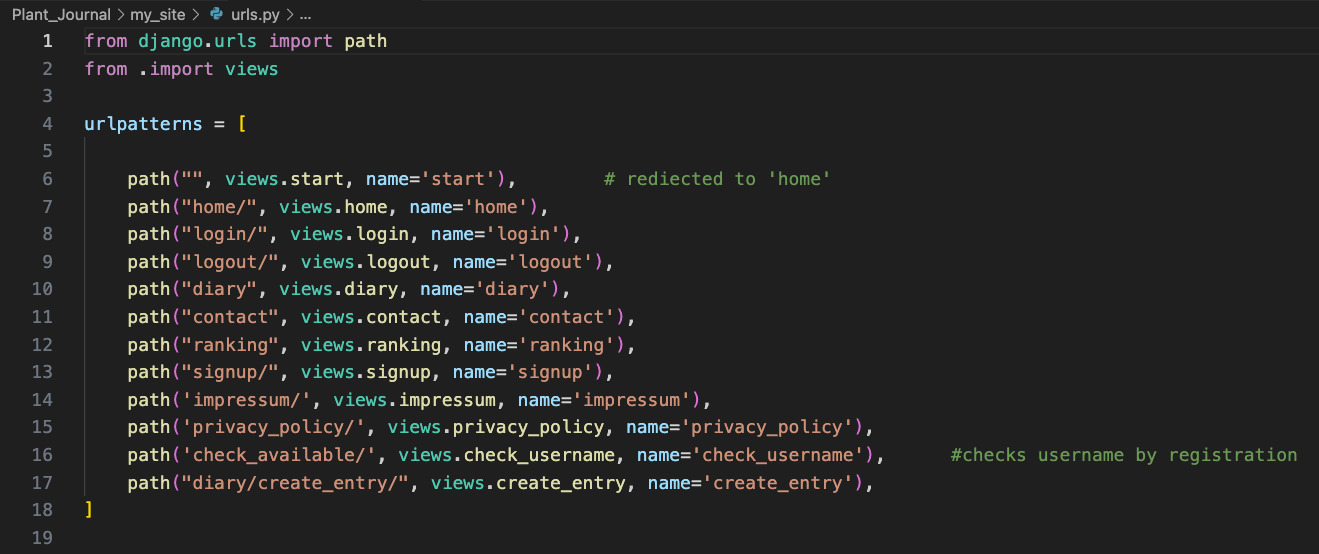 Plant_Journal > my_site > urls.py > ...
1 from django.urls import path
2 from .import views
3
4 urlpatterns = [
5
6     path("", views.start, name='start'),        # rediected to 'home'
7     path("home/", views.home, name='home'),
8     path("login/", views.login, name='login'),
9     path("logout/", views.logout, name='logout'),
10     path("diary", views.diary, name='diary'),
11     path("contact", views.contact, name='contact'),
12     path("ranking", views.ranking, name='ranking'),
13     path("signup/", views.signup, name='signup'),
14     path('impressum/', views.impressum, name='impressum'),
15     path('privacy_policy/', views.privacy_policy, name='privacy_policy'),
16     path('check_available/', views.check_username, name='check_username'),      #checks username by registration
17     path("diary/create_entry/", views.create_entry, name='create_entry'),
18 ]
19